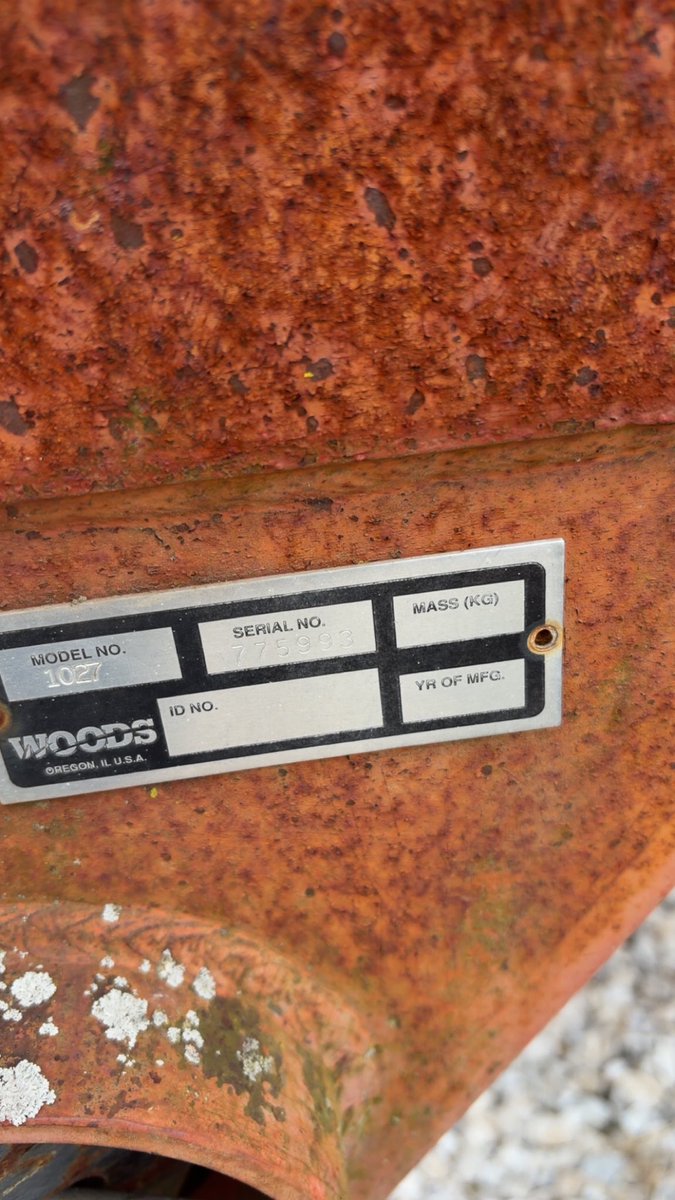 MODEL NO.
1027
SERIAL NO.
775993
MASS (KG)
WOODS
OREGON, IL U.S.A.
ID NO.
YR OF MFG.